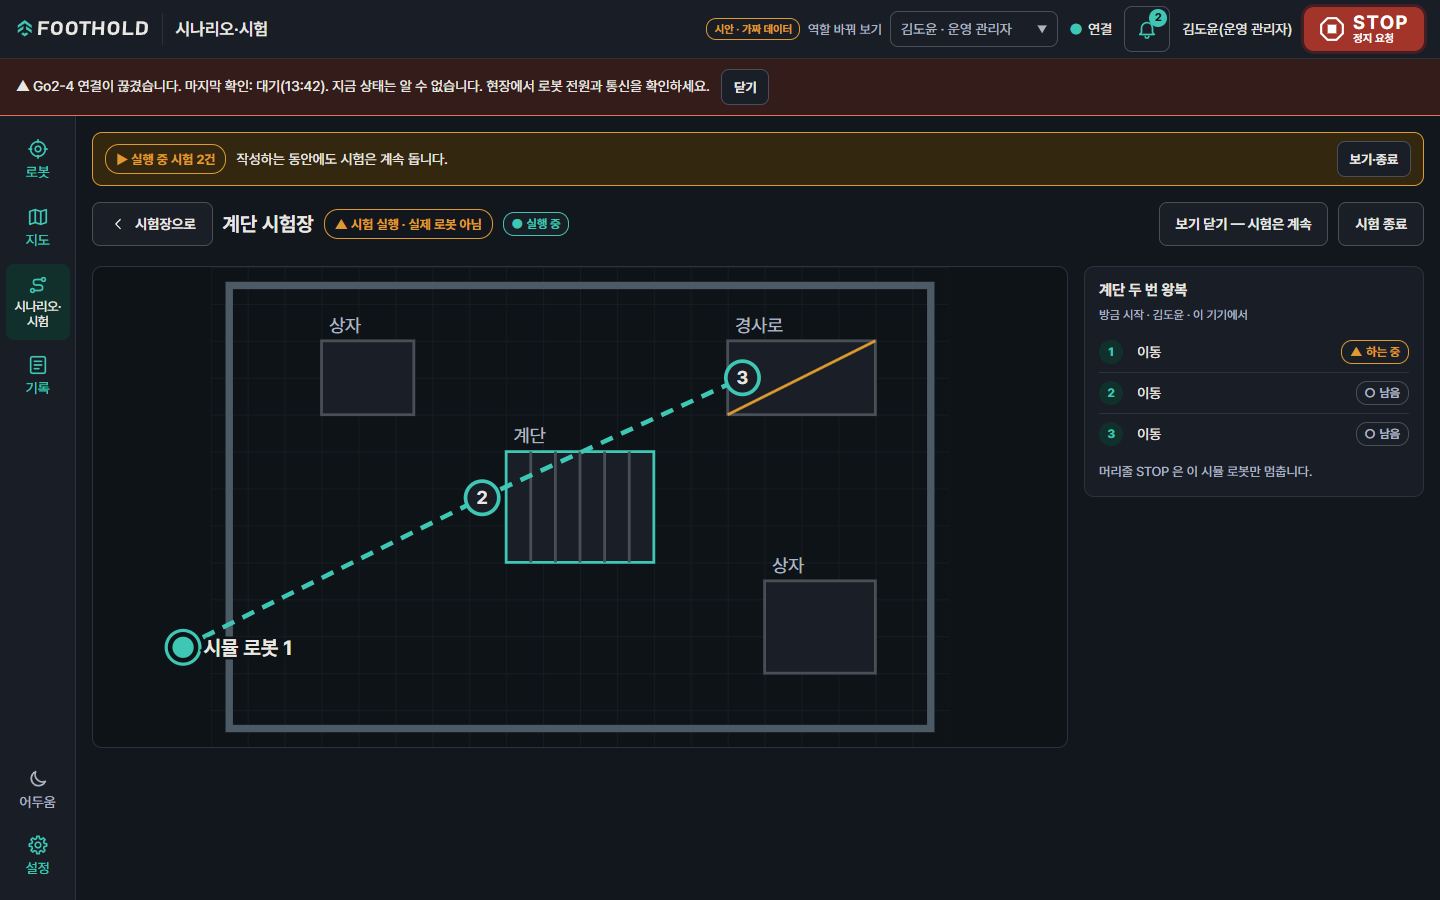 FOOTHOLD
시나리오·시험
시안 · 가짜 데이터
역할 바꿔 보기
김도윤 · 운영 관리자
연결
2
김도윤(운영 관리자)
STOP
정지 요청
▲ Go2-4 연결이 끊겼습니다. 마지막 확인: 대기(13:42). 지금 상태는 알 수 없습니다. 현장에서 로봇 전원과 통신을 확인하세요.
닫기
로봇
지도
시나리오·
시험
기록
어두움
설정
▶ 실행 중 시험 2건
작성하는 동안에도 시험은 계속 돕니다.
보기·종료
시험장으로
계단 시험장
▲ 시험 실행 · 실제 로봇 아님
● 실행 중
보기 닫기 — 시험은 계속
시험 종료
상자
경사로
3
계단
2
상자
시뮬 로봇 1
계단 두 번 왕복
방금 시작 · 김도윤 · 이 기기에서
1 이동 ▲ 하는 중
2 이동 ○ 남음
3 이동 ○ 남음
머리줄 STOP 은 이 시뮬 로봇만 멈춥니다.